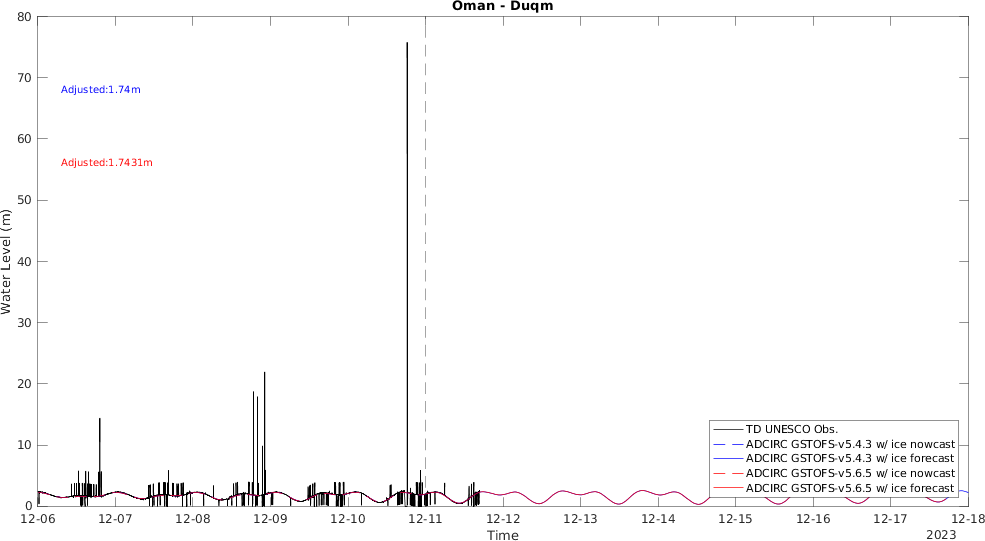 Oman - Duqm
80
70
60
50
40
30
20
10
0
Water Level (m)
Adjusted:1.74m
Adjusted:1.7431m
TD UNESCO Obs.
ADCIRC GSTOFS-v5.4.3 w/ ice nowcast
ADCIRC GSTOFS-v5.4.3 w/ ice forecast
ADCIRC GSTOFS-v5.6.5 w/ ice nowcast
ADCIRC GSTOFS-v5.6.5 w/ ice forecast
12-06 12-07 12-08 12-09 12-10 12-11 12-12 12-13 12-14 12-15 12-16 12-17 12-18
Time
2023